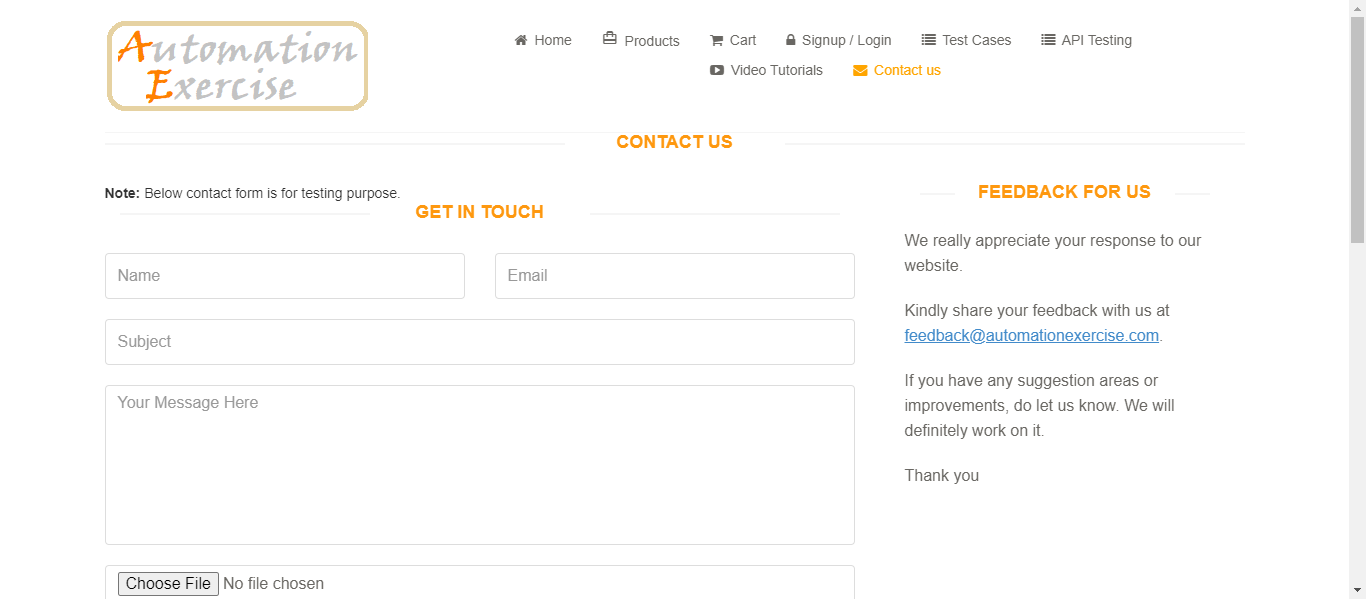 Automation
Exercise
Home Products Cart Signup / Login Test Cases API Testing
Video Tutorials Contact us
CONTACT US
Note: Below contact form is for testing purpose.
GET IN TOUCH
Name Email
Subject
Your Message Here
Choose File No file chosen
FEEDBACK FOR US
We really appreciate your response to our
website.
Kindly share your feedback with us at
feedback@automationexercise.com.
If you have any suggestion areas or
improvements, do let us know. We will
definitely work on it.
Thank you